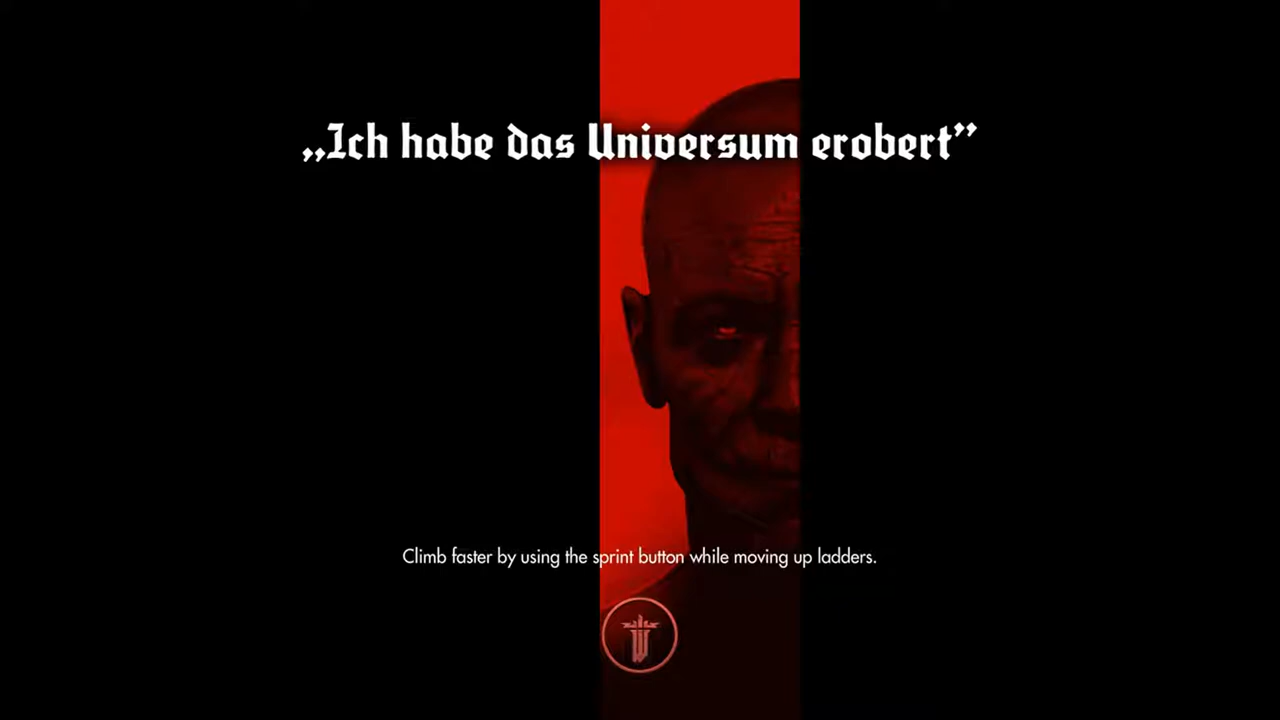 „Ich habe das Universum erobert”
Climb faster by using the sprint button while moving up ladders.